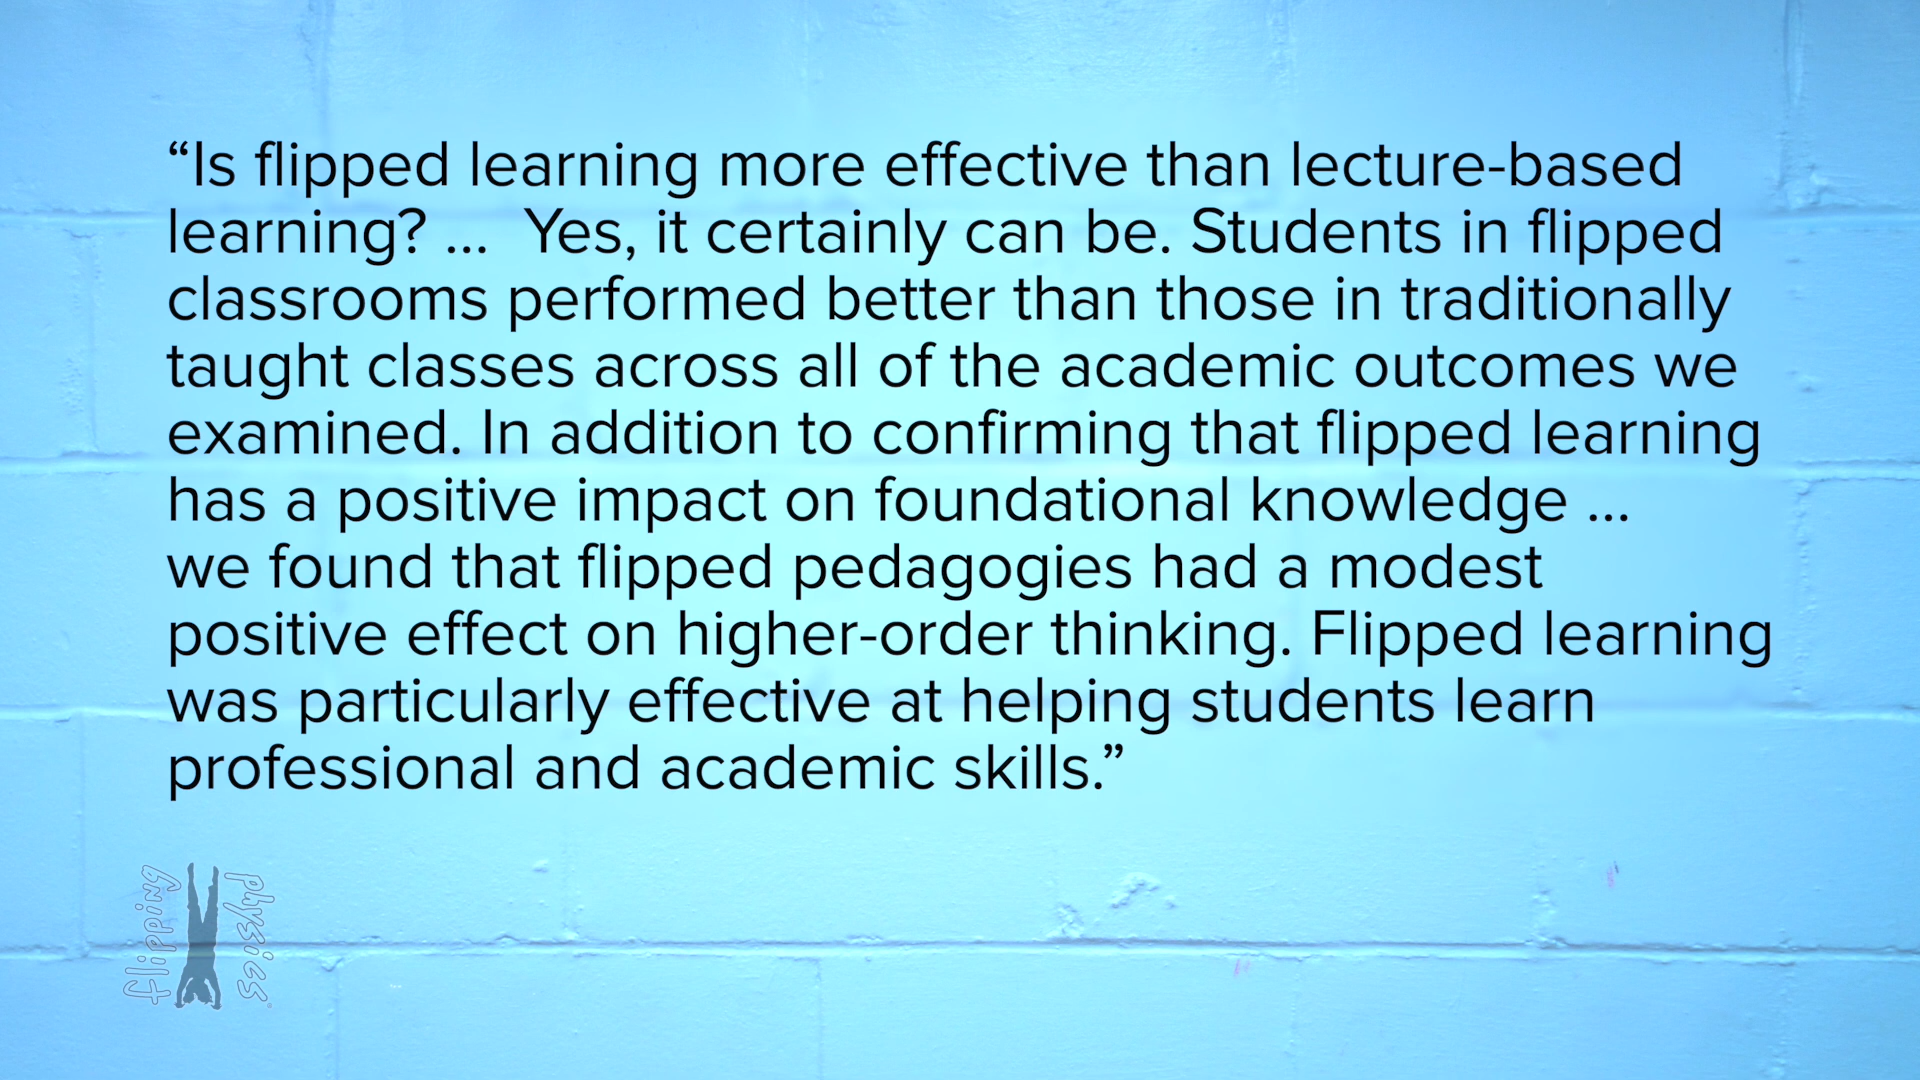 “Is flipped learning more effective than lecture-based
learning? ... Yes, it certainly can be. Students in flipped
classrooms performed better than those in traditionally
taught classes across all of the academic outcomes we
examined. In addition to confirming that flipped learning
has a positive impact on foundational knowledge ...
we found that flipped pedagogies had a modest
positive effect on higher-order thinking. Flipped learning
was particularly effective at helping students learn
professional and academic skills.”
flipping
physics